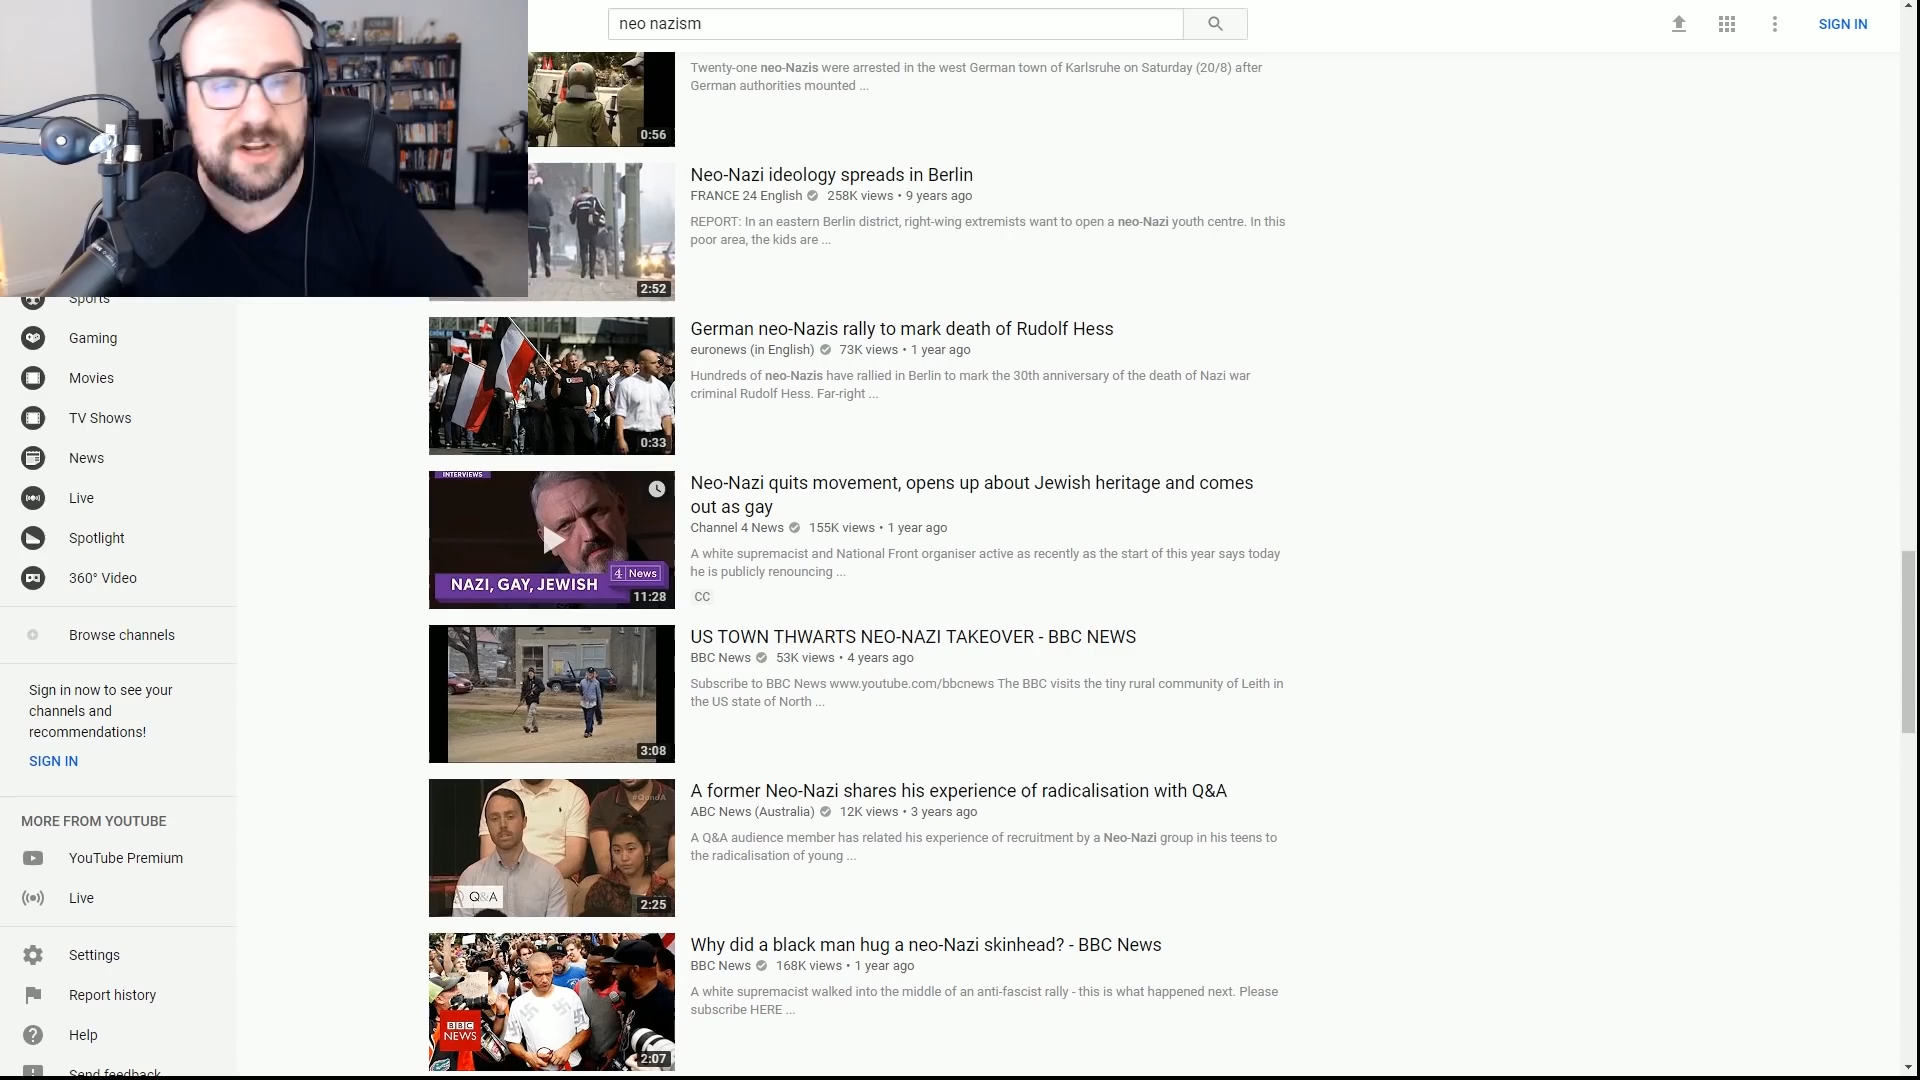 neo nazism
SIGN IN
Twenty-one neo-Nazis were arrested in the west German town of Karlsruhe on Saturday (20/8) after
German authorities mounted ...
0:56
Neo-Nazi ideology spreads in Berlin
FRANCE 24 English 258K views • 9 years ago
REPORT: In an eastern Berlin district, right-wing extremists want to open a neo-Nazi youth centre. In this
poor area, the kids are ...
2:52
Sports
Gaming
Movies
TV Shows
News
Live
Spotlight
360° Video
Browse channels
Sign in now to see your
channels and
recommendations!
SIGN IN
MORE FROM YOUTUBE
YouTube Premium
Live
Settings
Report history
Help
Send feedback
German neo-Nazis rally to mark death of Rudolf Hess
euronews (in English) 73K views • 1 year ago
Hundreds of neo-Nazis have rallied in Berlin to mark the 30th anniversary of the death of Nazi war
criminal Rudolf Hess. Far-right ...
0:33
INTERVIEWS
4 News
NAZI, GAY, JEWISH
11:28
Neo-Nazi quits movement, opens up about Jewish heritage and comes
out as gay
Channel 4 News 155K views • 1 year ago
A white supremacist and National Front organiser active as recently as the start of this year says today
he is publicly renouncing ...
CC
US TOWN THWARTS NEO-NAZI TAKEOVER - BBC NEWS
BBC News 53K views • 4 years ago
Subscribe to BBC News www.youtube.com/bbcnews The BBC visits the tiny rural community of Leith in
the US state of North ...
3:08
#QandA
Q&A
2:25
A former Neo-Nazi shares his experience of radicalisation with Q&A
ABC News (Australia) 12K views • 3 years ago
A Q&A audience member has related his experience of recruitment by a Neo-Nazi group in his teens to
the radicalisation of young ...
Why did a black man hug a neo-Nazi skinhead? - BBC News
BBC News 168K views • 1 year ago
A white supremacist walked into the middle of an anti-fascist rally - this is what happened next. Please
subscribe HERE ...
BBC
NEWS
2:07